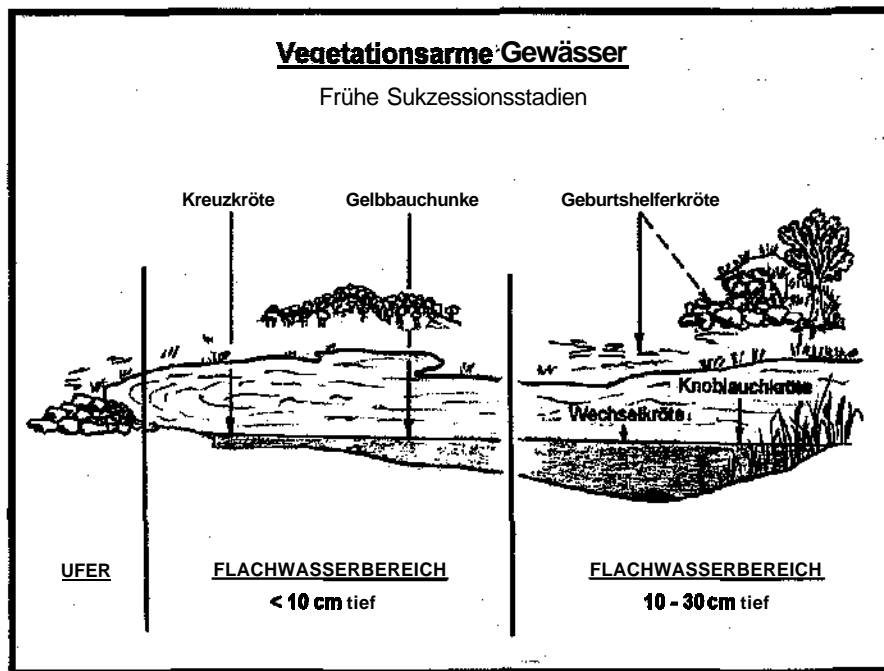 Vegetationsarme Gewässer
Frühe Sukzessionsstadien
Kreuzkröte Gelbbauchunke Geburtshelferkröte
Knoblauchkröte
Wechselkröte
UFER FLACHWASSERBEREICH FLACHWASSERBEREICH
< 10 cm tief 10 - 30 cm tief